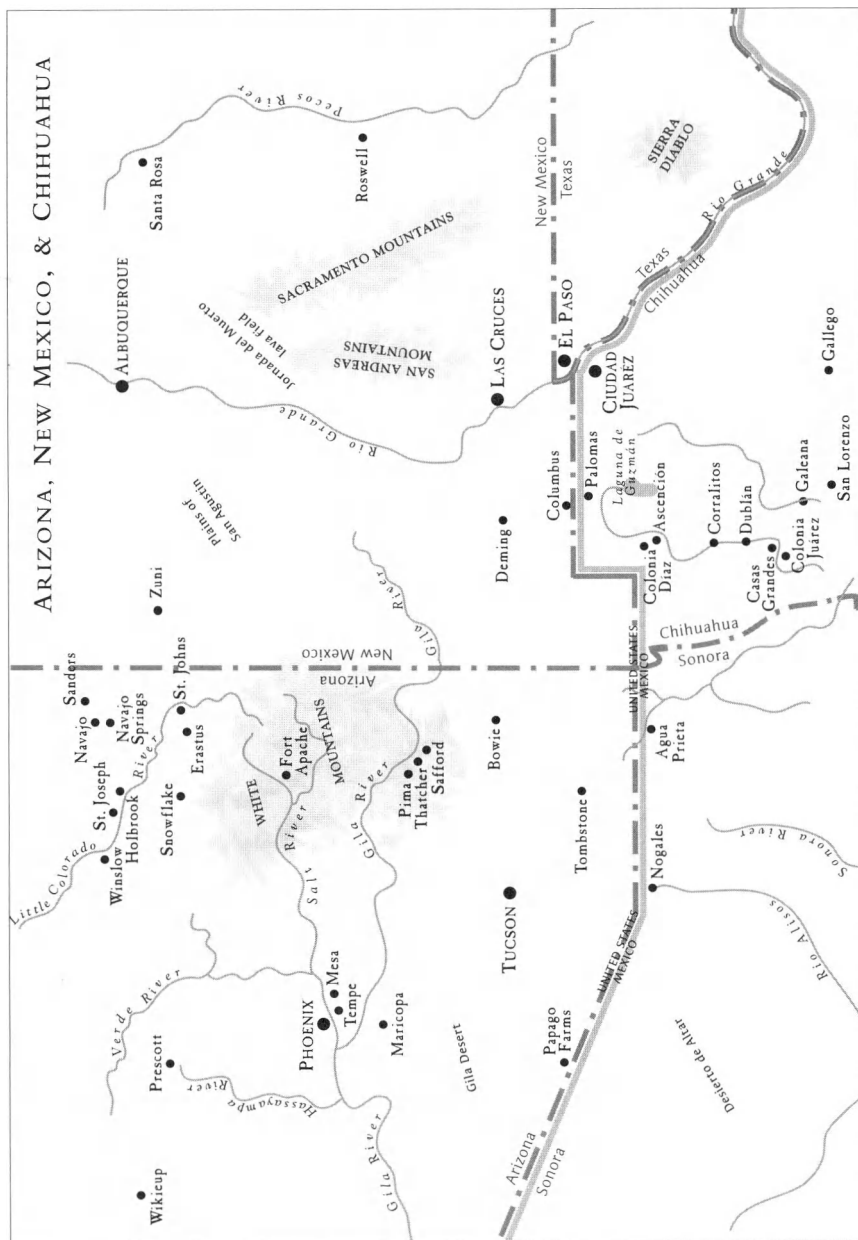 ARIZONA, NEW MEXICO, & CHIHUAHUA
Wikieup
Prescott
Verde River
Hassayampa
River
Gila River
PHOENIX
Mesa
Tempe
Maricopa
Gila Desert
Papago
Farms
Arizona
Sonora
Desierto de Altar
Little Colorado
River
Winslow
St. Joseph
Holbrook
Navajo
Sanders
Navajo
Springs
Snowflake
Erastus
St. Johns
WHITE
MOUNTAINS
Fort
Apache
Salt
River
Gila River
Pima
Thatcher
Safford
TUCSON
Bowie
Tombstone
UNITED STATES
MEXICO
Nogales
Agua
Prieta
Rio Alisos
Sonora River
Arizona
New Mexico
Gila
River
UNITED STATES
MEXICO
Chihuahua
Sonora
Zuni
Plains of
San Agustin
ALBUQUERQUE
Rio Grande
Jornada del Muerto
lava field
SAN ANDREAS
MOUNTAINS
SACRAMENTO MOUNTAINS
Santa Rosa
Pecos River
Roswell
LAS CRUCES
Deming
Columbus
Palomas
New Mexico
Texas
EL PASO
CIUDAD
JUAREZ
SIERRA
DIABLO
Texas
Chihuahua
Rio Grande
Laguna de
Guzmán
Colonia
Diaz
Ascención
Corralitos
Dublán
Casas
Grandes
Colonia
Juárez
Galeana
San Lorenzo
Gallego